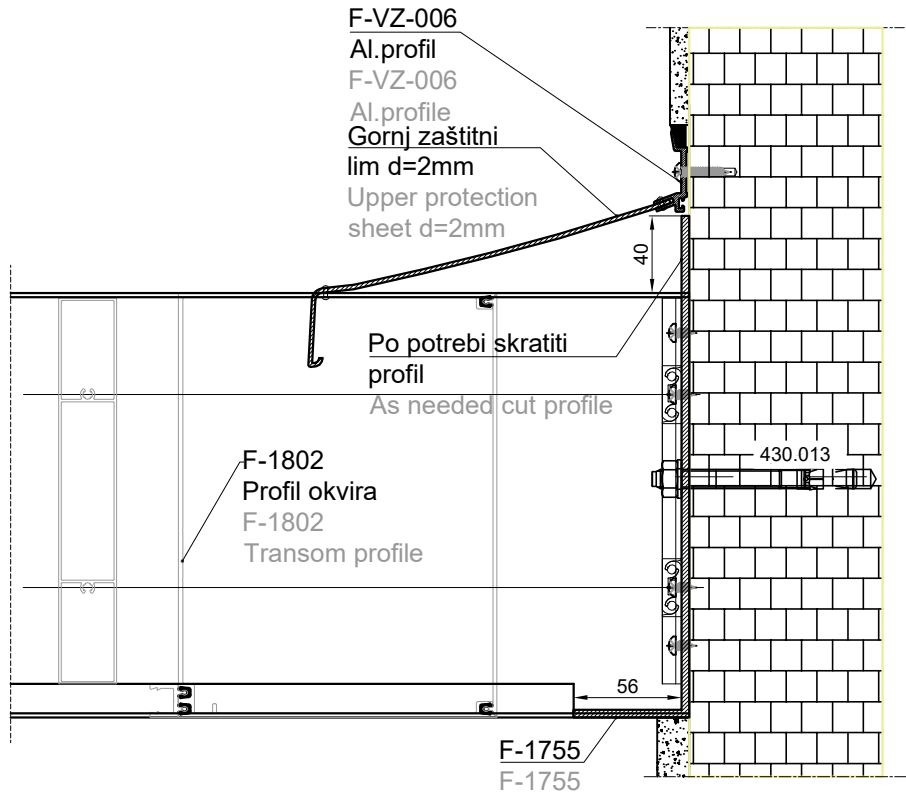 F-VZ-006
Al.profil
F-VZ-006
Al.profile
Gornj zaštitni
lim d=2mm
Upper protection
sheet d=2mm
40
Po potrebi skratiti
profil
As needed cut profile
430.013
F-1802
Profil okvira
F-1802
Transom profile
56
F-1755
F-1755